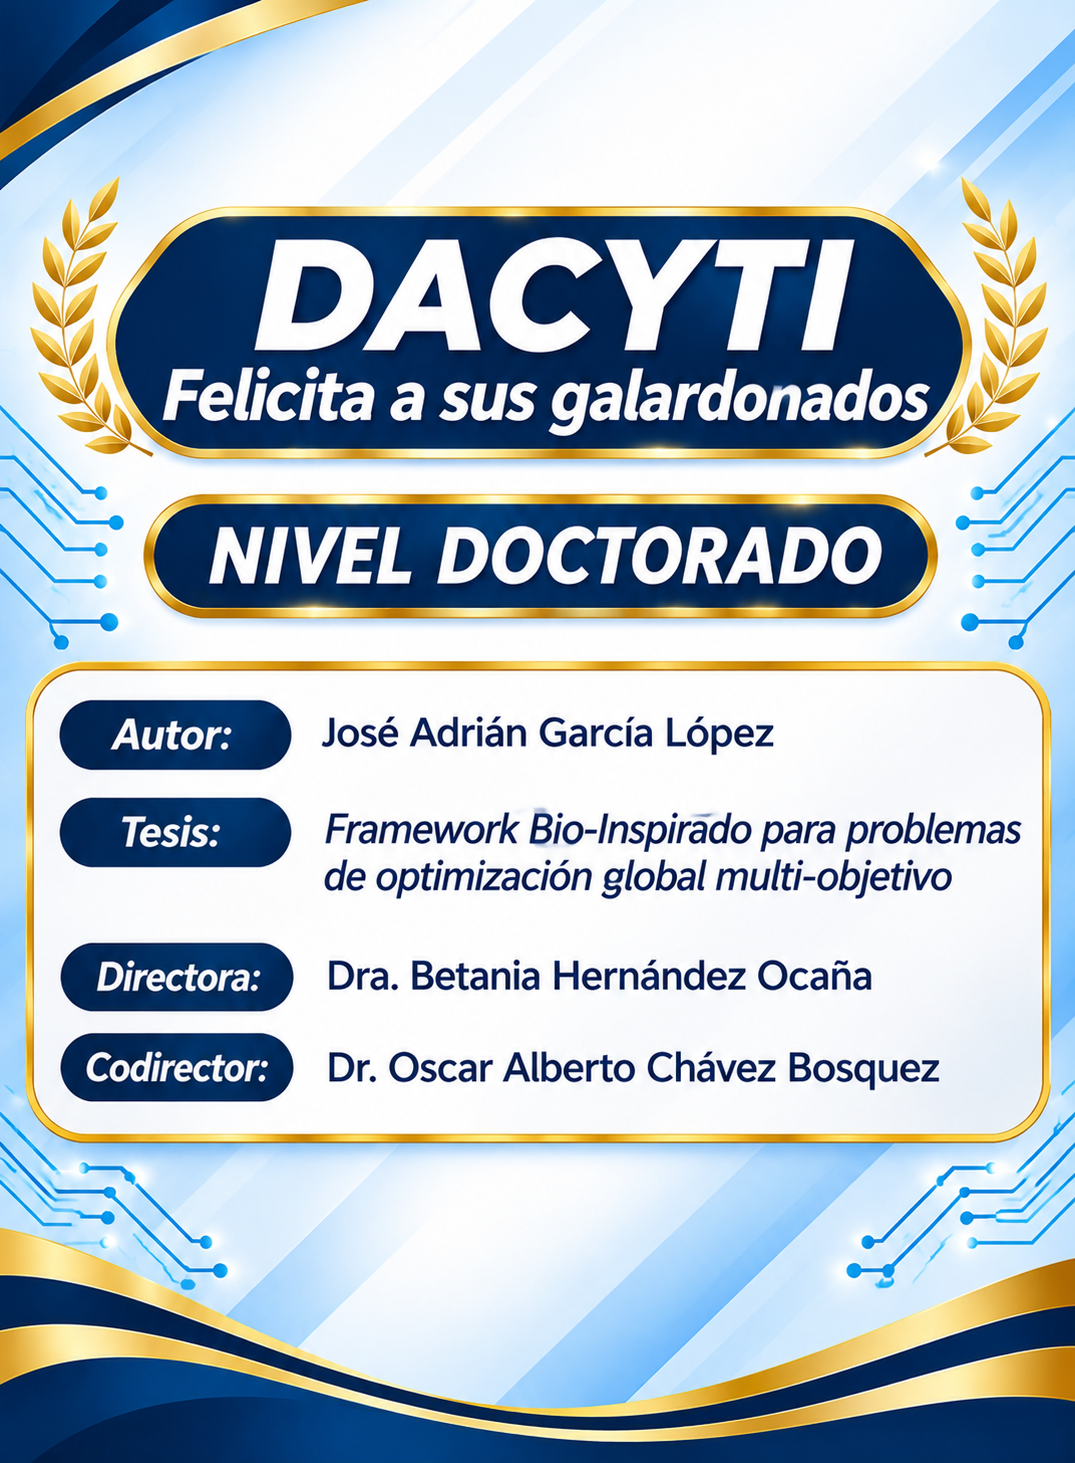 DACYTI
Felicita a sus galardonados
NIVEL DOCTORADO
Autor: José Adrián García López
Tesis: Framework Bio-Inspirado para problemas
de optimización global multi-objetivo
Directora: Dra. Betania Hernández Ocaña
Codirector: Dr. Oscar Alberto Chávez Bosquez